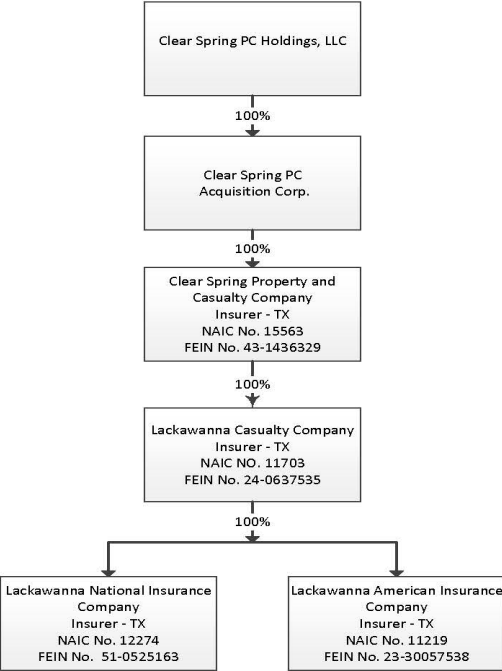 Clear Spring PC Holdings, LLC
100%
Clear Spring PC
Acquisition Corp.
100%
Clear Spring Property and
Casualty Company
Insurer - TX
NAIC No. 15563
FEIN No. 43-1436329
100%
Lackawanna Casualty Company
Insurer - TX
NAIC NO. 11703
FEIN No. 24-0637535
100%
Lackawanna National Insurance
Company
Insurer - TX
NAIC No. 12274
FEIN No. 51-0525163
Lackawanna American Insurance
Company
Insurer - TX
NAIC No. 11219
FEIN No. 23-30057538